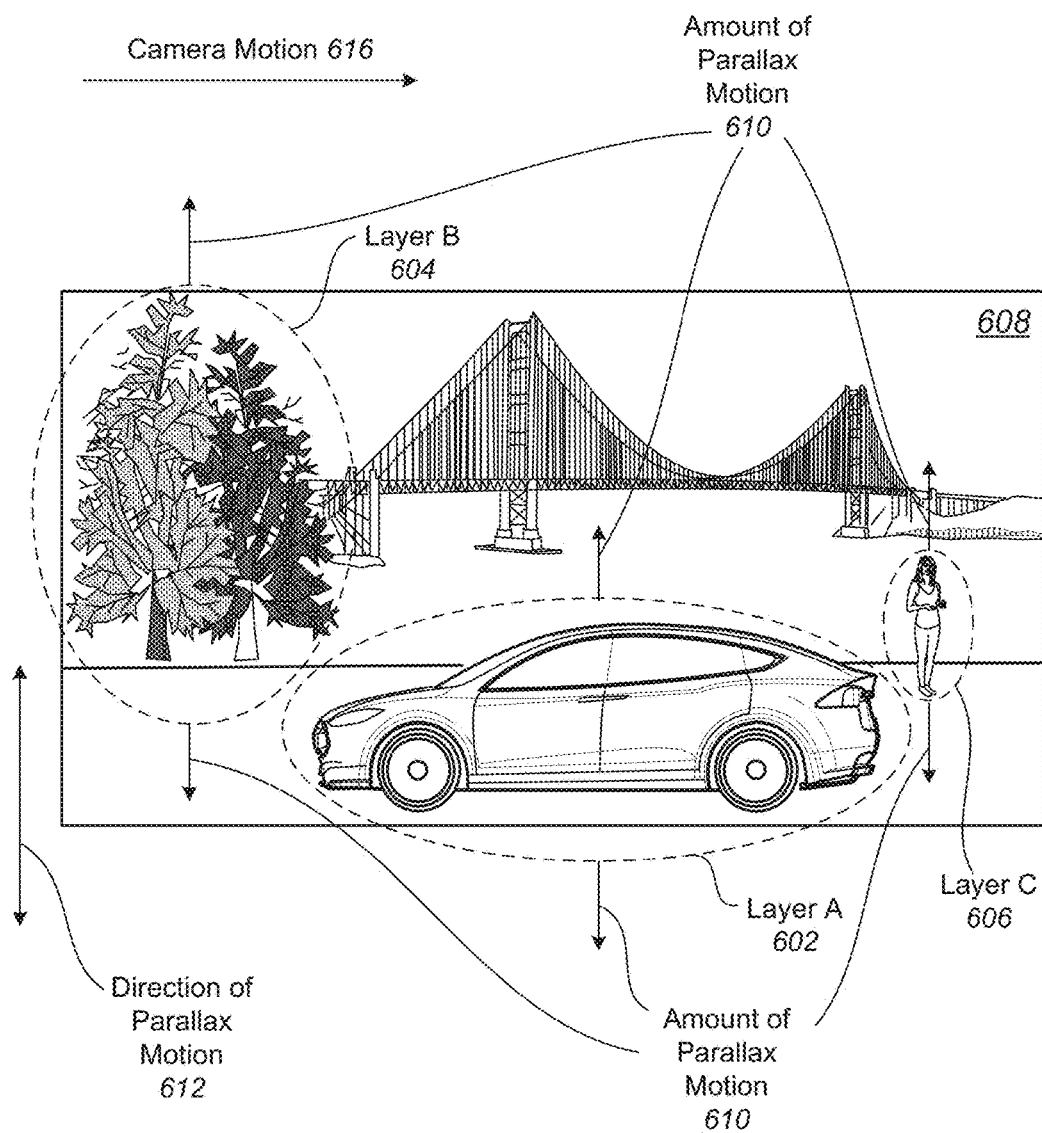 Camera Motion 616
Amount of
Parallax
Motion
610
Layer B
604
608
Layer C
606
Layer A
602
Direction of
Parallax
Motion
612
Amount of
Parallax
Motion
610